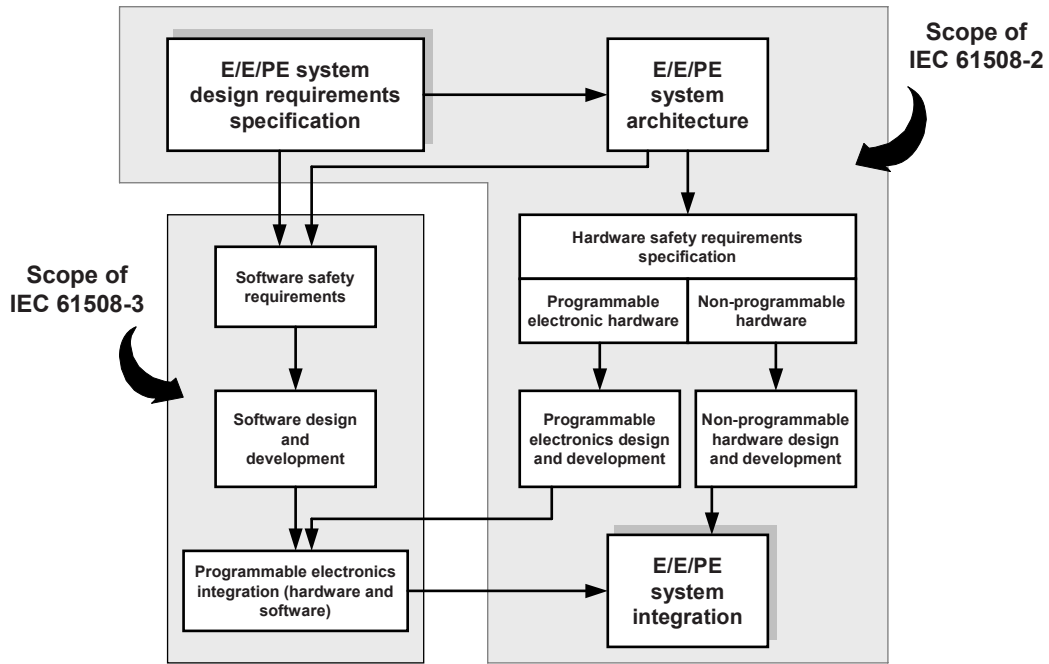 Scope of
IEC 61508-2
E/E/PE system
design requirements
specification
E/E/PE
system
architecture
Hardware safety requirements
specification
Programmable
electronic hardware
Non-programmable
hardware
Scope of
IEC 61508-3
Software safety
requirements
Software design
and
development
Programmable
electronics design
and development
Non-programmable
hardware design
and development
Programmable electronics
integration (hardware and
software)
E/E/PE
system
integration